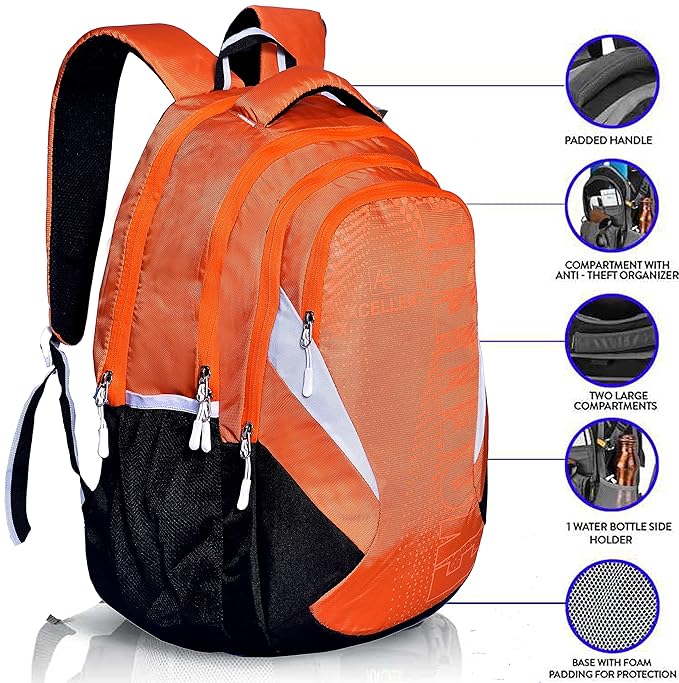 PADDED HANDLE
COMPARTMENT WITH
ANTI - THEFT ORGANIZER
TWO LARGE
COMPARTMENTS
1 WATER BOTTLE SIDE
HOLDER
BASE WITH FOAM
PADDING FOR PROTECTION